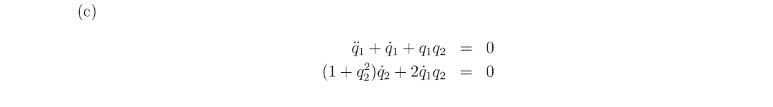 (c)
q̈₁ + q̇₁ + q₁q₂ = 0
(1 + q₂²)q̇₂ + 2q̇₁q₂ = 0